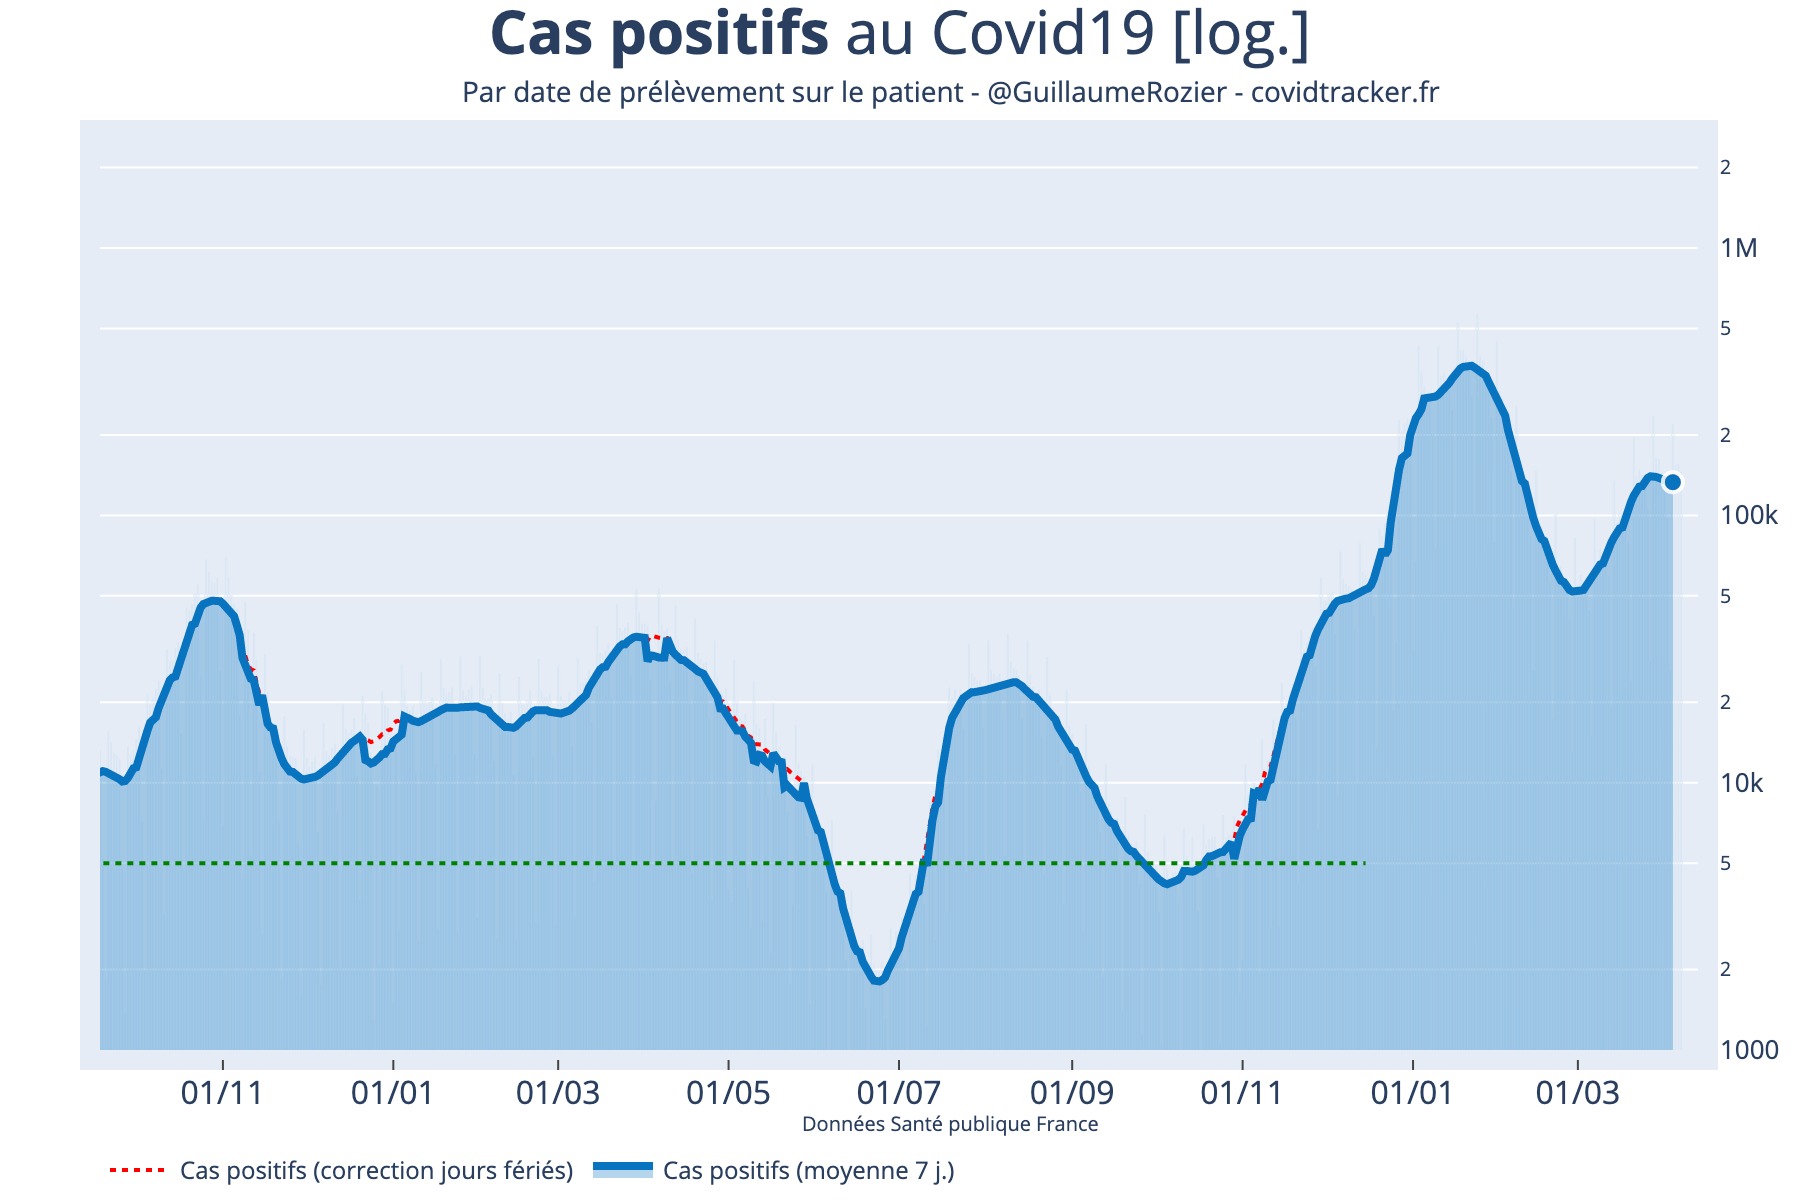 Cas positifs au Covid19 [log.]
Par date de prélèvement sur le patient - @GuillaumeRozier - covidtracker.fr
2
1M
5
2
100k
5
2
10k
5
2
1000
01/11 01/01 01/03 01/05 01/07 01/09 01/11 01/01 01/03
Données Santé publique France
Cas positifs (correction jours fériés) Cas positifs (moyenne 7 j.)